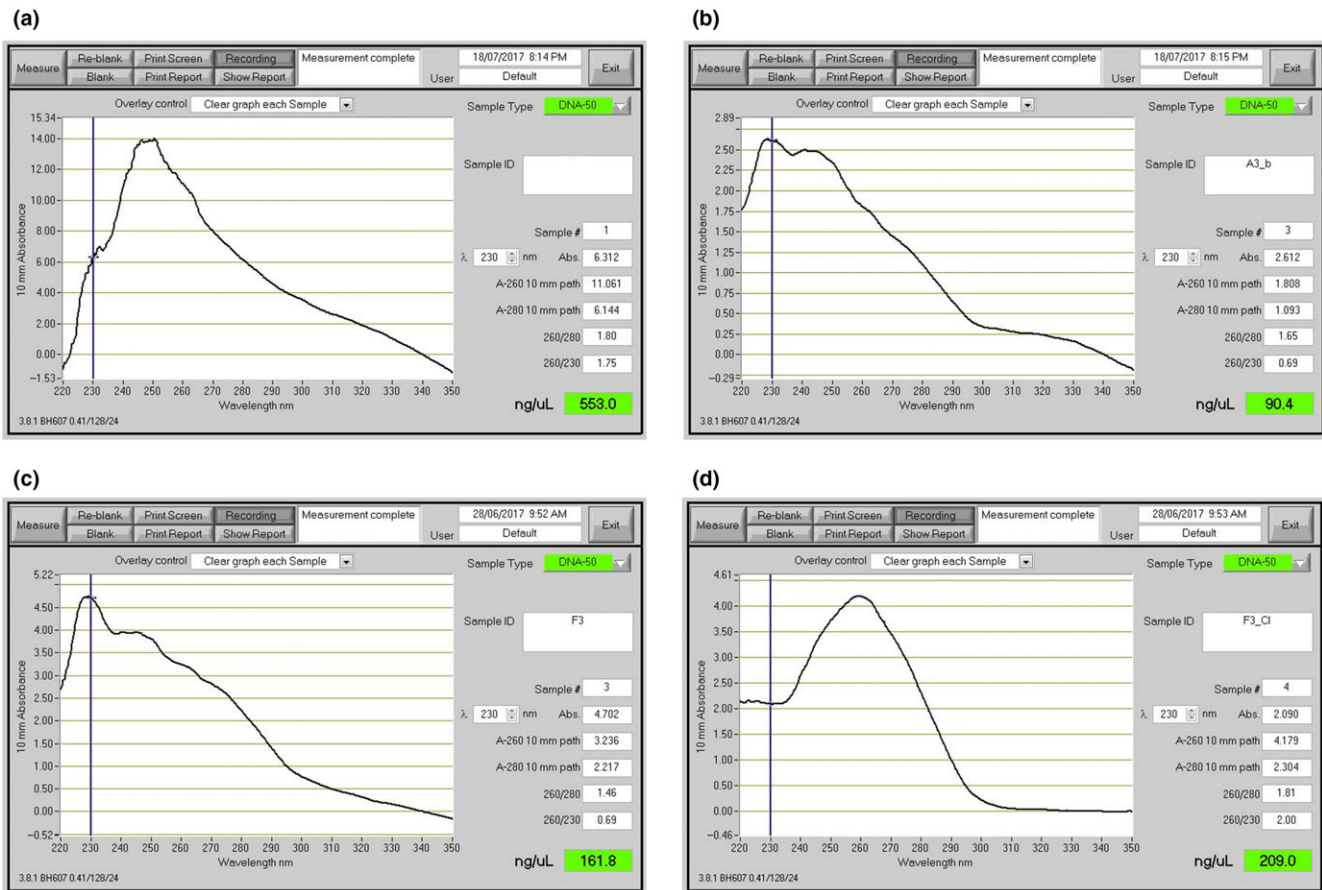 (a)
Measure Re-blank Print Screen Recording Measurement complete 18/07/2017 8:14 PM Exit
Blank Print Report Show Report User Default
Overlay control Clear graph each Sample Sample Type DNA-50
15.34
14.00
12.00
10.00
8.00
6.00
4.00
2.00
0.00
-1.53
10 mm Absorbance
220 230 240 250 260 270 280 290 300 310 320 330 340 350
Wavelength nm
Sample ID
Sample # 1
λ 230 nm Abs. 6.312
A-260 10 mm path 11.061
A-280 10 mm path 6.144
260/280 1.80
260/230 1.75
ng/uL 553.0
3.8.1 BH607 0.41/128/24
(b)
Measure Re-blank Print Screen Recording Measurement complete 18/07/2017 8:15 PM Exit
Blank Print Report Show Report User Default
Overlay control Clear graph each Sample Sample Type DNA-50
2.89
2.50
2.25
2.00
1.75
1.50
1.25
1.00
0.75
0.50
0.25
0.00
-0.29
10 mm Absorbance
220 230 240 250 260 270 280 290 300 310 320 330 340 350
Wavelength nm
Sample ID A3_b
Sample # 3
λ 230 nm Abs. 2.612
A-260 10 mm path 1.808
A-280 10 mm path 1.093
260/280 1.65
260/230 0.69
ng/uL 90.4
3.8.1 BH607 0.41/128/24
(c)
Measure Re-blank Print Screen Recording Measurement complete 28/06/2017 9:52 AM Exit
Blank Print Report Show Report User Default
Overlay control Clear graph each Sample Sample Type DNA-50
5.22
4.50
4.00
3.50
3.00
2.50
2.00
1.50
1.00
0.50
0.00
-0.52
10 mm Absorbance
220 230 240 250 260 270 280 290 300 310 320 330 340 350
Wavelength nm
Sample ID F3
Sample # 3
λ 230 nm Abs. 4.702
A-260 10 mm path 3.236
A-280 10 mm path 2.217
260/280 1.46
260/230 0.69
ng/uL 161.8
3.8.1 BH607 0.41/128/24
(d)
Measure Re-blank Print Screen Recording Measurement complete 28/06/2017 9:53 AM Exit
Blank Print Report Show Report User Default
Overlay control Clear graph each Sample Sample Type DNA-50
4.61
4.00
3.50
3.00
2.50
2.00
1.50
1.00
0.50
0.00
-0.46
10 mm Absorbance
220 230 240 250 260 270 280 290 300 310 320 330 340 350
Wavelength nm
Sample ID F3_Cl
Sample # 4
λ 230 nm Abs. 2.090
A-260 10 mm path 4.179
A-280 10 mm path 2.304
260/280 1.81
260/230 2.00
ng/uL 209.0
3.8.1 BH607 0.41/128/24